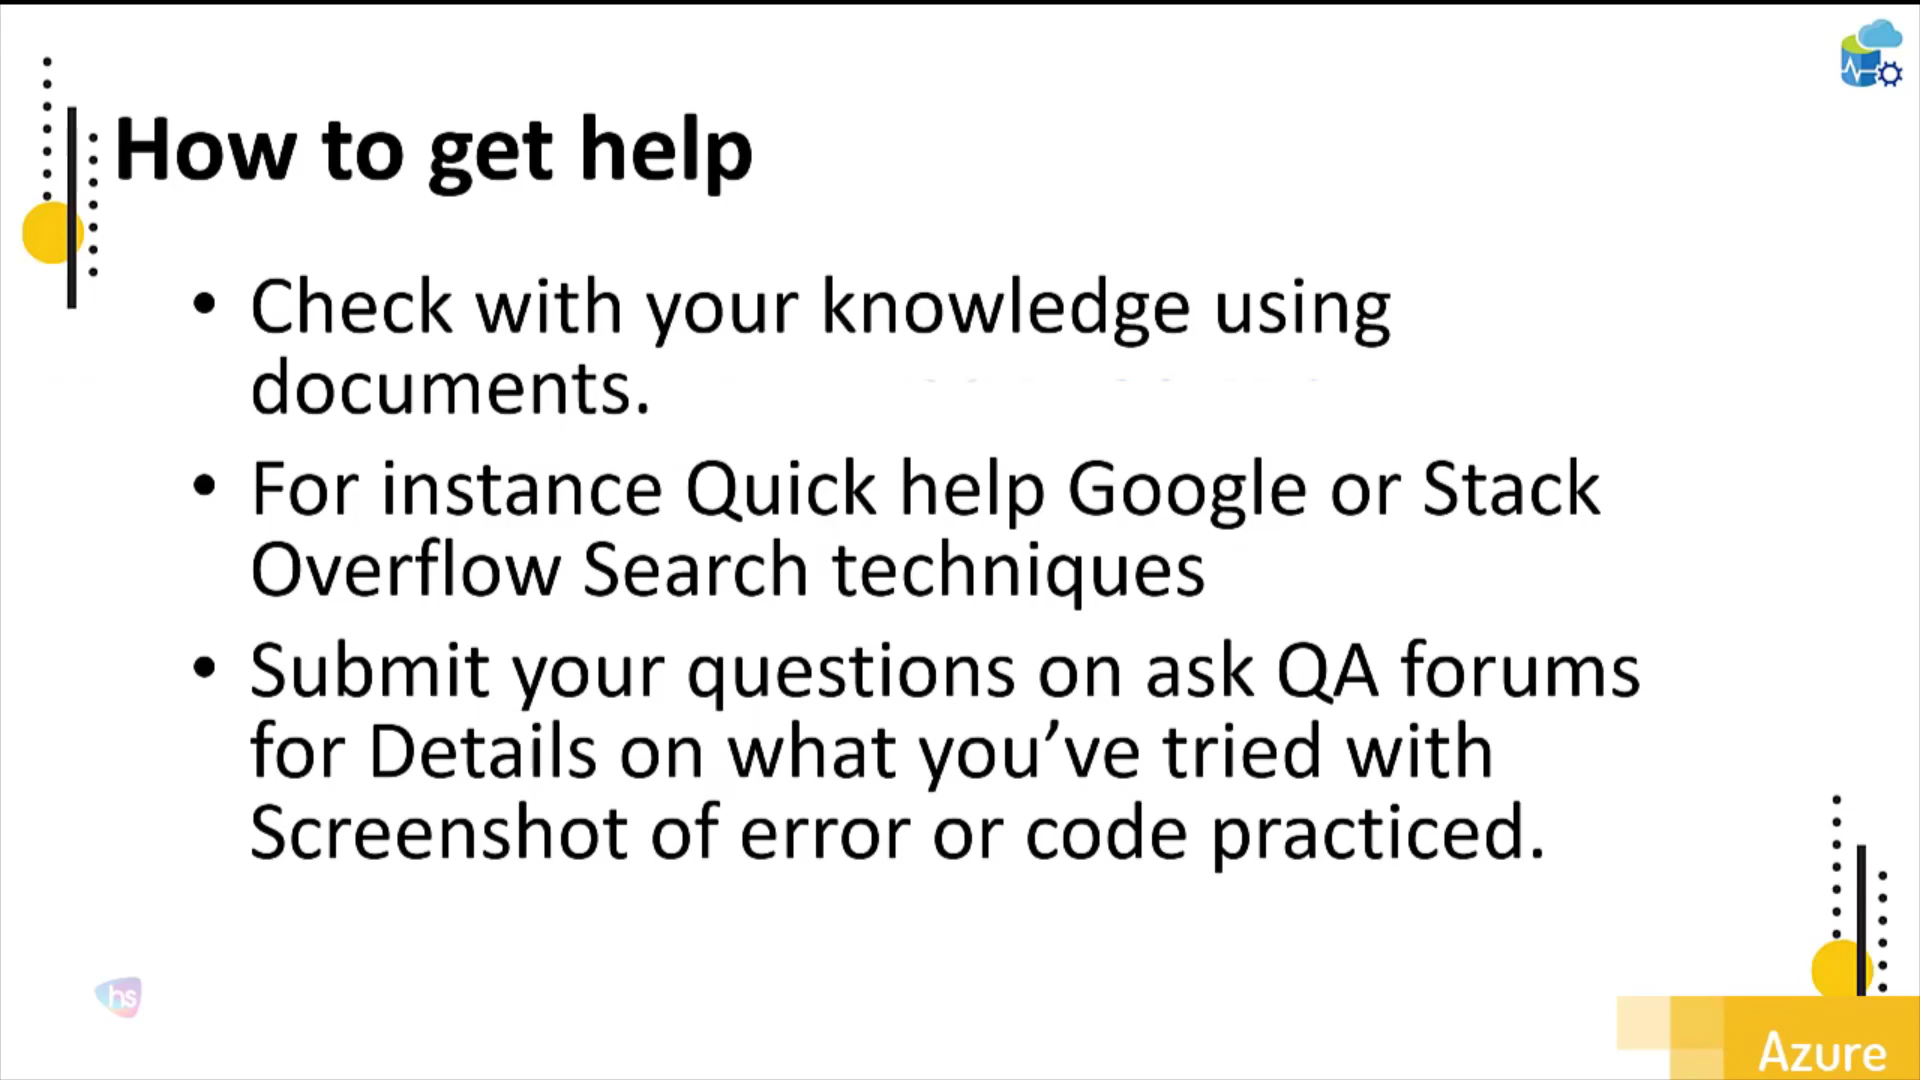 How to get help
• Check with your knowledge using
documents.
• For instance Quick help Google or Stack
Overflow Search techniques
• Submit your questions on ask QA forums
for Details on what you’ve tried with
Screenshot of error or code practiced.
hs
Azure